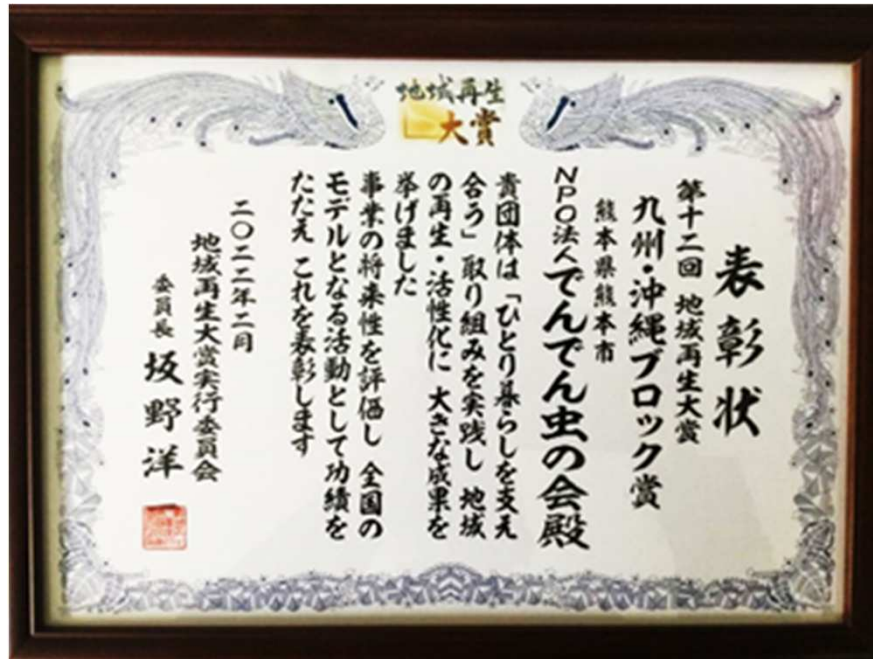 地域再生
大賞
表彰状
第十二回 地域再生大賞
九州・沖縄ブロック賞
熊本県熊本市
NPO法人でんでん虫の会殿
貴団体は「ひとり暮らしを支え
合う」取り組みを実践し 地域
の再生・活性化に 大きな成果を
挙げました
事業の将来性を評価し 全国の
モデルとなる活動として功績を
たたえ これを表彰します
二〇二二年二月
地域再生大賞実行委員会
委員長 坂野洋